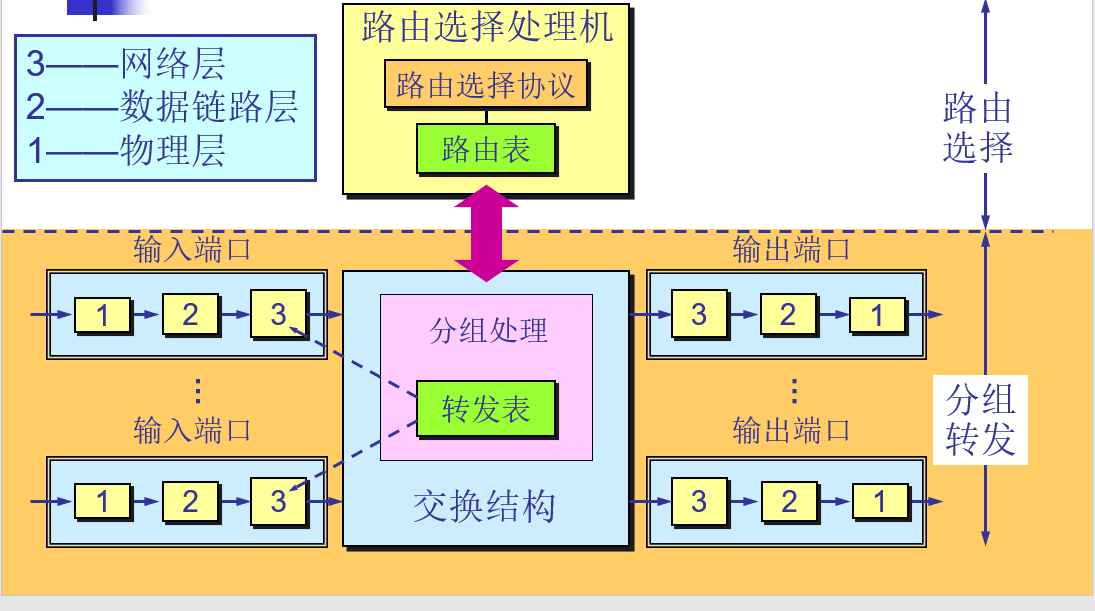 路由选择处理机
路由选择协议
路由表
3——网络层
2——数据链路层
1——物理层
路由
选择
输入端口
输出端口
1
2
3
分组处理
3
2
1
转发表
分组
转发
输入端口
输出端口
1
2
3
交换结构
3
2
1